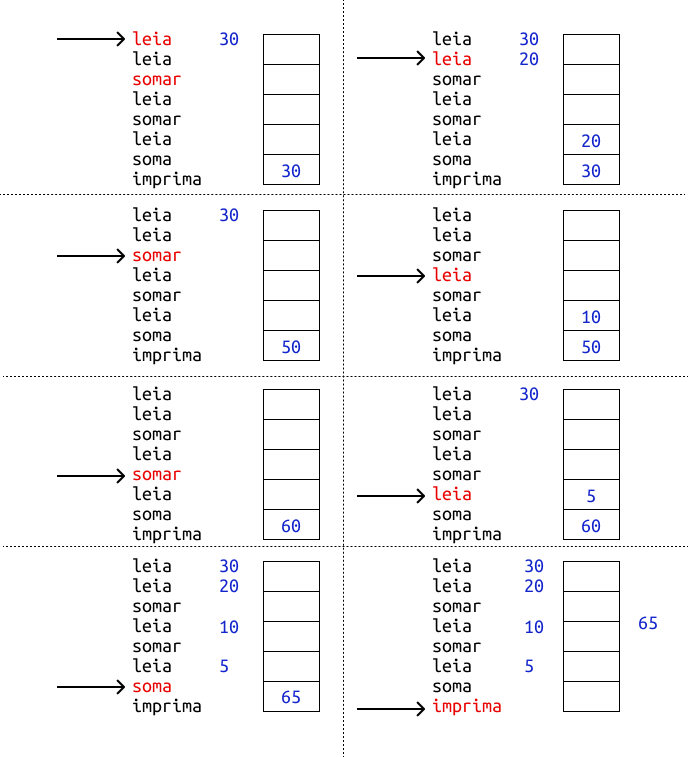 leia 30
leia
somar
leia
somar
leia
soma
imprima 30
leia 30
leia 20
somar
leia
somar
leia 20
soma
imprima 30
leia 30
leia
somar
leia
somar
leia
soma
imprima 50
leia
leia
somar
leia
somar
leia 10
soma
imprima 50
leia
leia
somar
leia
somar
leia
soma
imprima 60
leia 30
leia
somar
leia
somar
leia 5
soma
imprima 60
leia 30
leia 20
somar
leia 10
somar
leia 5
soma
imprima 65
leia 30
leia 20
somar
leia 10 65
somar
leia 5
soma
imprima